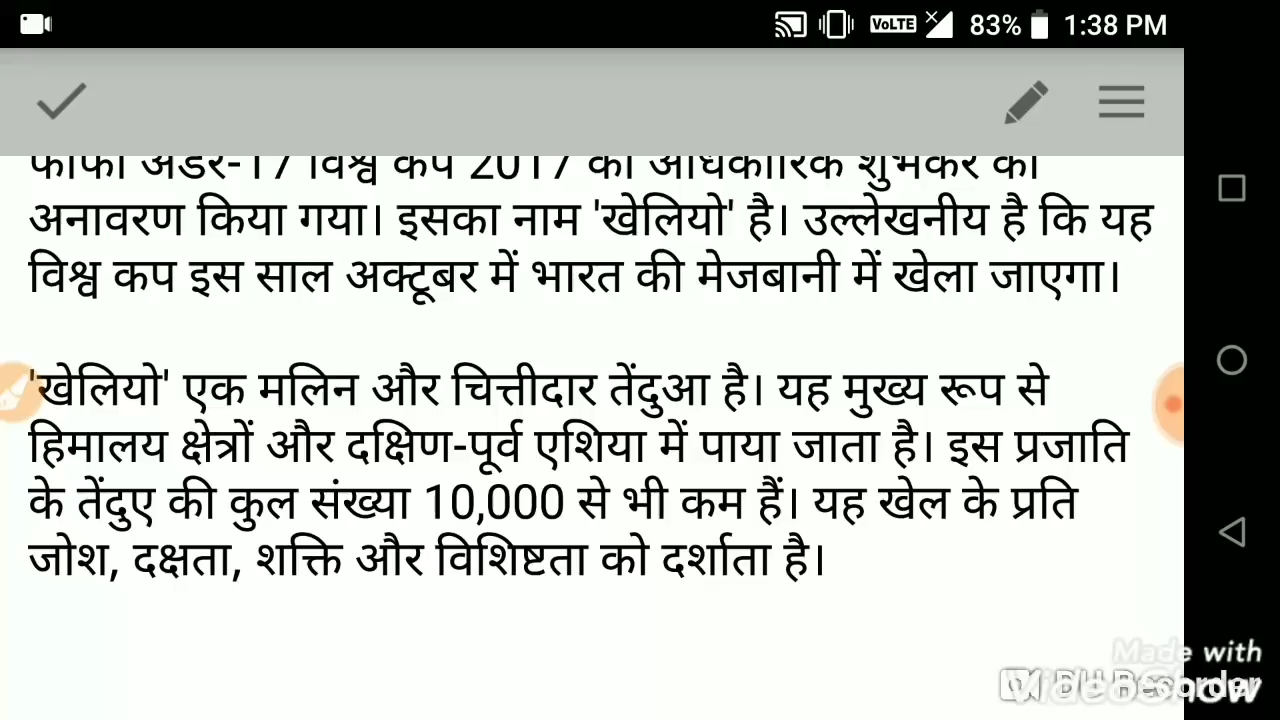 VoLTE 83% 1:38 PM
फीफा अंडर-17 विश्व कप 2017 का आधिकारिक शुभंकर का
अनावरण किया गया। इसका नाम 'खेलियो' है। उल्लेखनीय है कि यह
विश्व कप इस साल अक्टूबर में भारत की मेजबानी में खेला जाएगा।
'खेलियो' एक मलिन और चित्तीदार तेंदुआ है। यह मुख्य रूप से
हिमालय क्षेत्रों और दक्षिण-पूर्व एशिया में पाया जाता है। इस प्रजाति
के तेंदुए की कुल संख्या 10,000 से भी कम हैं। यह खेल के प्रति
जोश, दक्षता, शक्ति और विशिष्टता को दर्शाता है।
Made with
VideoShow